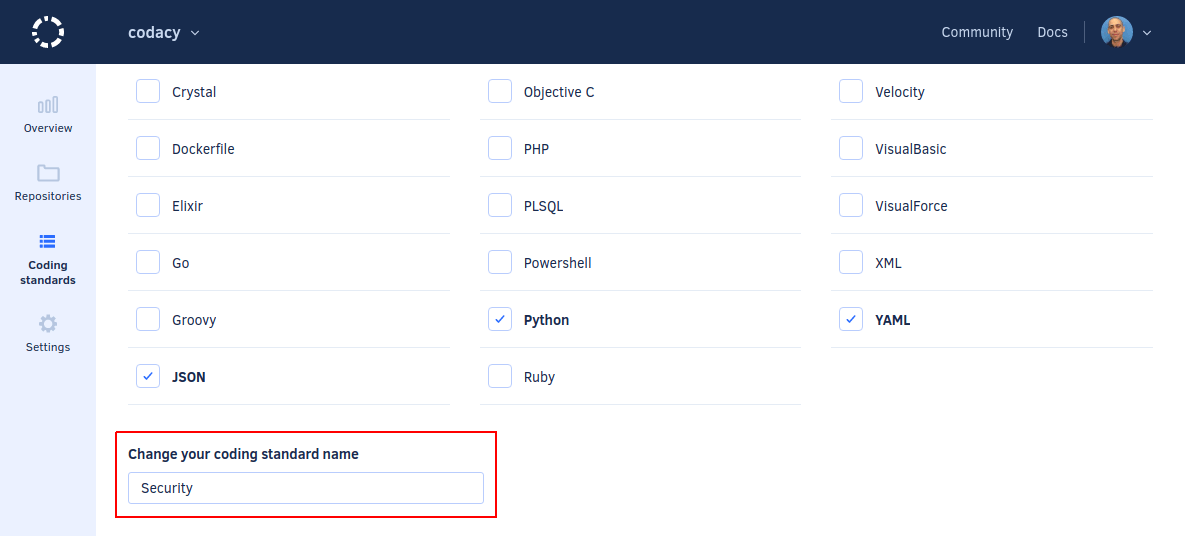 codacy
Community
Docs
Overview
Repositories
Coding
standards
Settings
Crystal
Objective C
Velocity
Dockerfile
PHP
VisualBasic
Elixir
PLSQL
VisualForce
Go
Powershell
XML
Groovy
Python
YAML
JSON
Ruby
Change your coding standard name
Security